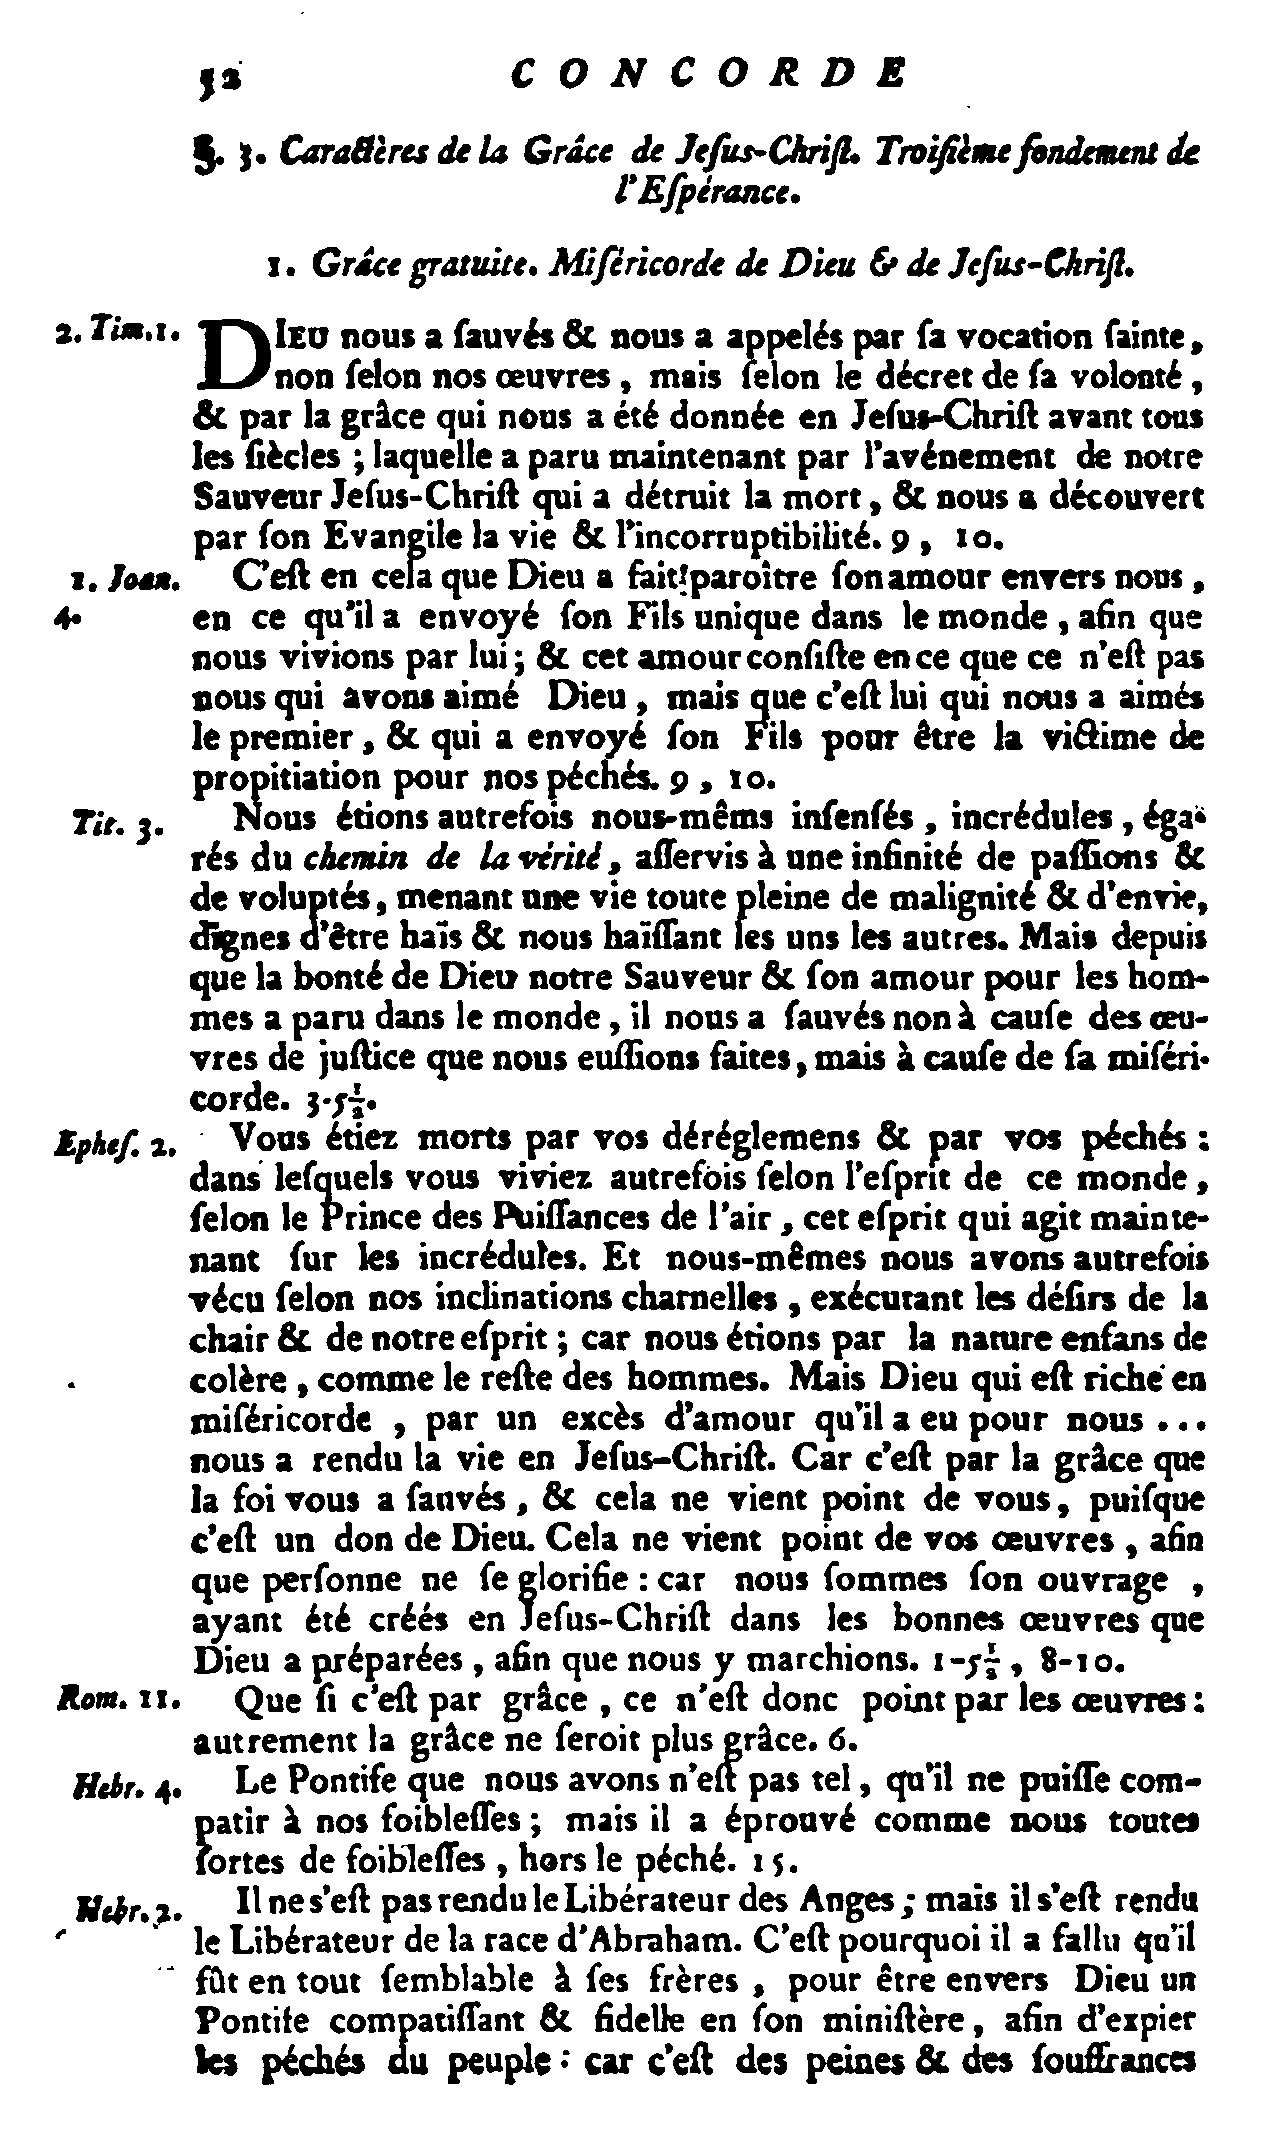 52 CONCORDE
§. 3. Caractères de la Grâce de Jeſus-Chriſt. Troiſième fondement de
l'Eſpérance.
1. Grâce gratuite. Miſéricorde de Dieu & de Jeſus-Chriſt.
2. Tim. 1. DIEU nous a ſauvés & nous a appelés par ſa vocation ſainte,
non ſelon nos œuvres, mais ſelon le décret de ſa volonté,
& par la grâce qui nous a été donnée en Jeſus-Chriſt avant tous
les ſiècles ; laquelle a paru maintenant par l'avénement de notre
Sauveur Jeſus-Chriſt qui a détruit la mort, & nous a découvert
par ſon Evangile la vie & l'incorruptibilité. 9, 10.
1. Joan. C'eſt en cela que Dieu a fait paroître ſon amour envers nous,
4. en ce qu'il a envoyé ſon Fils unique dans le monde, afin que
nous vivions par lui ; & cet amour conſiſte en ce que ce n'eſt pas
nous qui avons aimé Dieu, mais que c'eſt lui qui nous a aimés
le premier, & qui a envoyé ſon Fils pour être la victime de
propitiation pour nos péchés. 9, 10.
Tit. 3. Nous étions autrefois nous-mêms inſenſés, incrédules, éga-
rés du chemin de la vérité, aſſervis à une infinité de paſſions &
de voluptés, menant une vie toute pleine de malignité & d'envie,
dignes d'être haïs & nous haïſſant les uns les autres. Mais depuis
que la bonté de Dieu notre Sauveur & ſon amour pour les hom-
mes a paru dans le monde, il nous a ſauvés non à cauſe des œu-
vres de juſtice que nous euſſions faites, mais à cauſe de ſa miſéri-
corde. 3-5½.
Epheſ. 2. Vous étiez morts par vos déréglemens & par vos péchés :
dans leſquels vous viviez autrefois ſelon l'eſprit de ce monde,
ſelon le Prince des Puiſſances de l'air, cet eſprit qui agit mainte-
nant ſur les incrédules. Et nous-mêmes nous avons autrefois
vécu ſelon nos inclinations charnelles, exécutant les déſirs de la
chair & de notre eſprit ; car nous étions par la nature enfans de
colère, comme le reſte des hommes. Mais Dieu qui eſt riche en
miſéricorde, par un excès d'amour qu'il a eu pour nous ...
nous a rendu la vie en Jeſus-Chriſt. Car c'eſt par la grâce que
la foi vous a ſauvés, & cela ne vient point de vous, puiſque
c'eſt un don de Dieu. Cela ne vient point de vos œuvres, afin
que perſonne ne ſe glorifie : car nous ſommes ſon ouvrage,
ayant été créés en Jeſus-Chriſt dans les bonnes œuvres que
Dieu a préparées, afin que nous y marchions. 1-5½, 8-10.
Rom. 11. Que ſi c'eſt par grâce, ce n'eſt donc point par les œuvres :
autrement la grâce ne ſeroit plus grâce. 6.
Hebr. 4. Le Pontife que nous avons n'eſt pas tel, qu'il ne puiſſe com-
patir à nos foibleſſes ; mais il a éprouvé comme nous toutes
ſortes de foibleſſes, hors le péché. 15.
Hebr. 2. Il ne s'eſt pas rendu le Libérateur des Anges ; mais il s'eſt rendu
le Libérateur de la race d'Abraham. C'eſt pourquoi il a fallu qu'il
fût en tout ſemblable à ſes frères, pour être envers Dieu un
Pontife compatiſſant & fidelle en ſon miniſtère, afin d'expier
les péchés du peuple : car c'eſt des peines & des ſouffrances